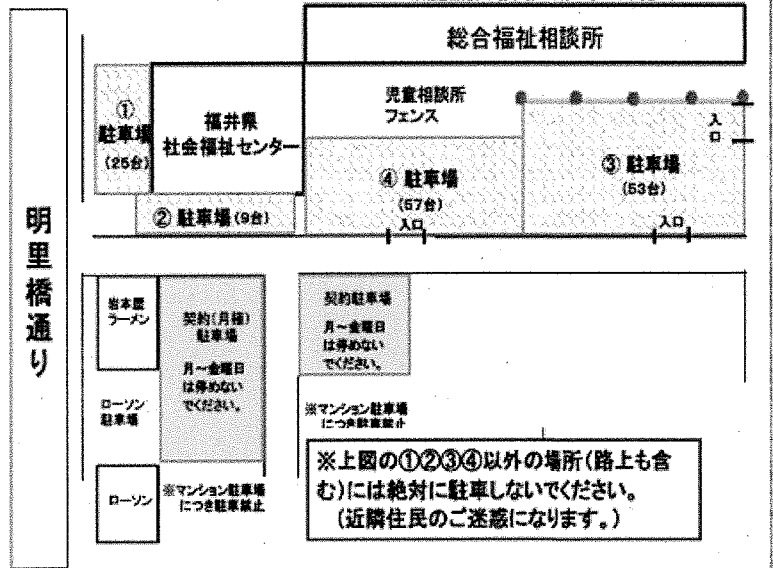 総合福祉相談所
①
駐車場
(25台)
福井県
社会福祉センター
児童相談所
フェンス
入
口
③ 駐車場
(53台)
④ 駐車場
(57台)
② 駐車場(9台)
入口
入口
明里橋通り
岩本屋
ラーメン
契約(月極)
駐車場
月~金曜日
は停めない
でください。
契約駐車場
月~金曜日
は停めない
でください。
ローソン
駐車場
※マンション駐車場
につき駐車禁止
ローソン
※マンション駐車場
につき駐車禁止
※上図の①②③④以外の場所(路上も含
む)には絶対に駐車しないでください。
(近隣住民のご迷惑になります。)